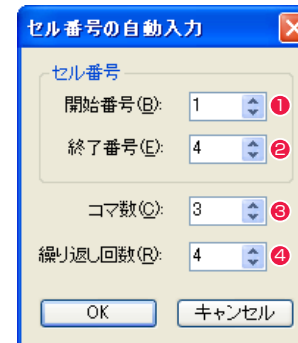 セル番号の自動入力
セル番号
開始番号(B): 1 ❶
終了番号(E): 4 ❷
コマ数(C): 3 ❸
繰り返し回数(R): 4 ❹
OK キャンセル